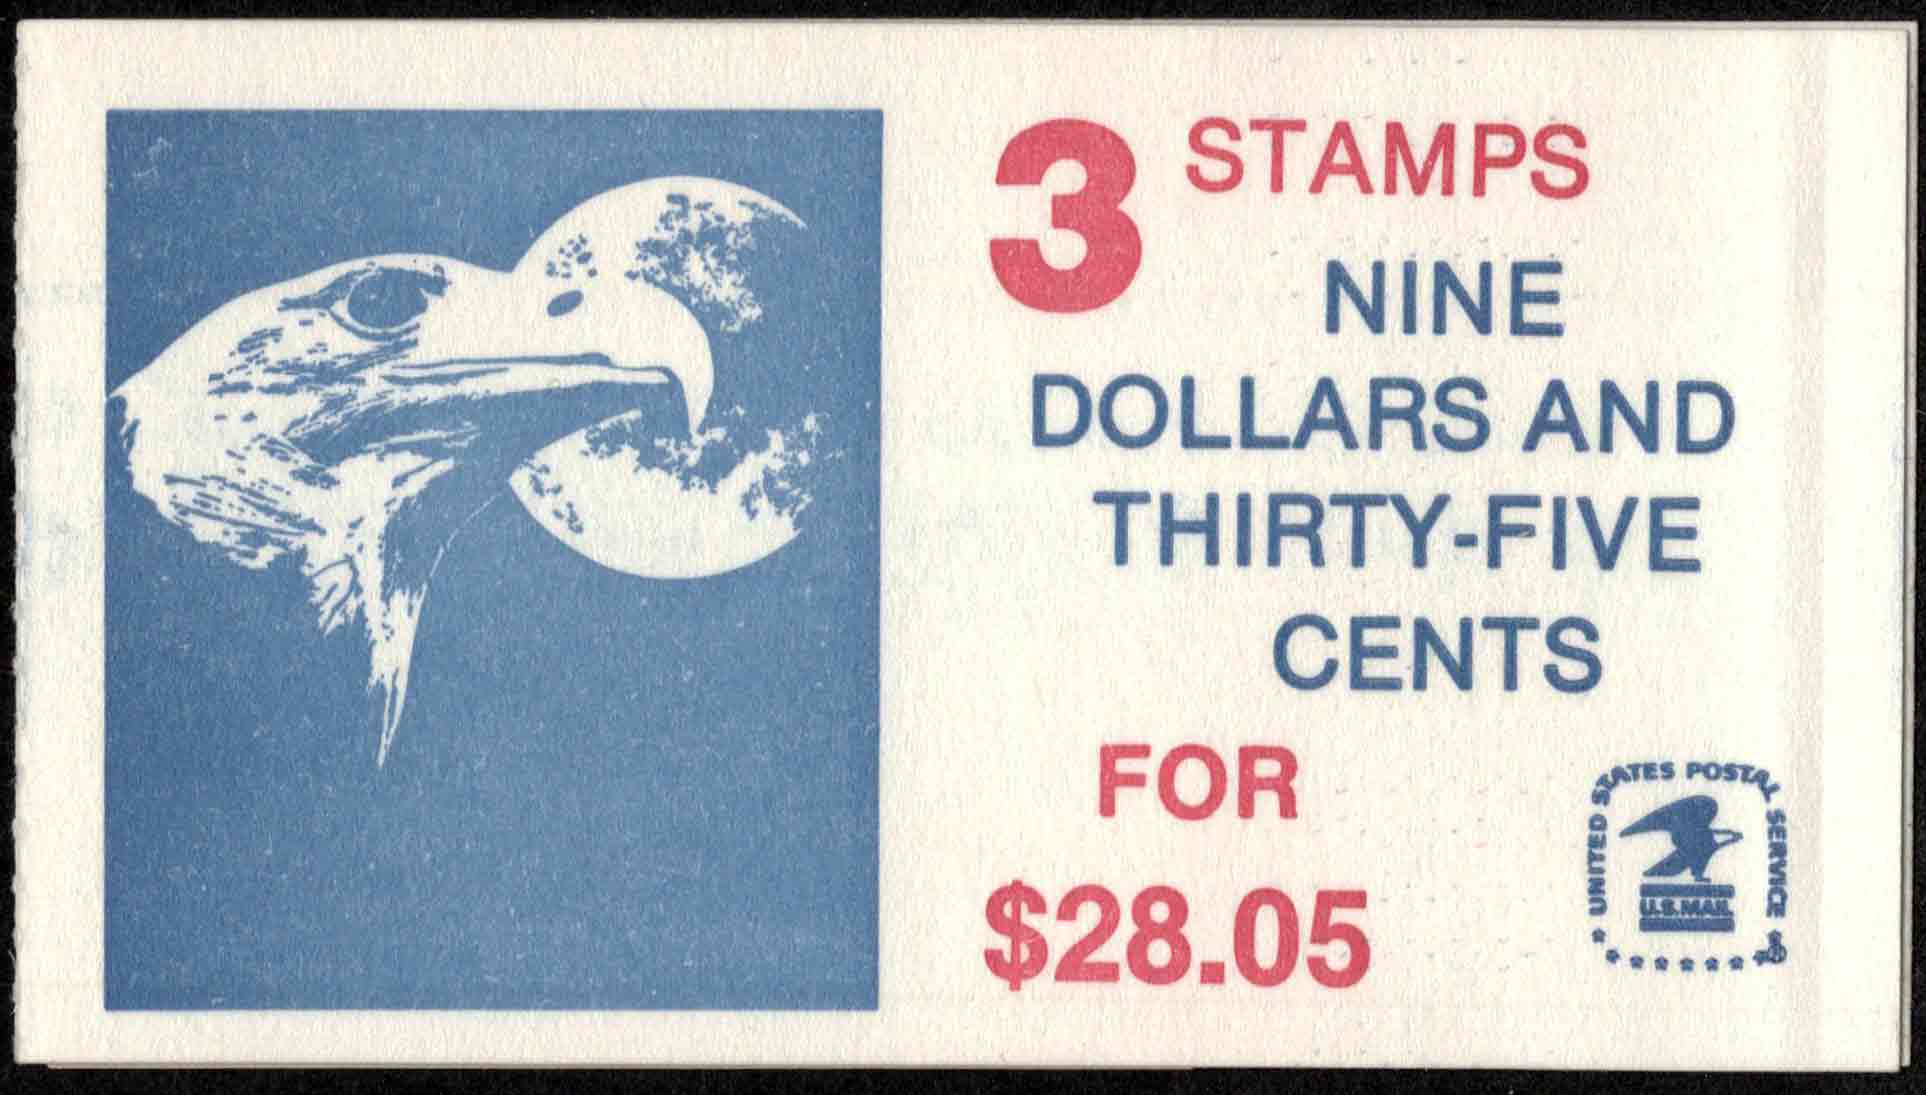 3 STAMPS
NINE
DOLLARS AND
THIRTY-FIVE
CENTS
FOR
$28.05
UNITED STATES POSTAL SERVICE
U.S.MAIL